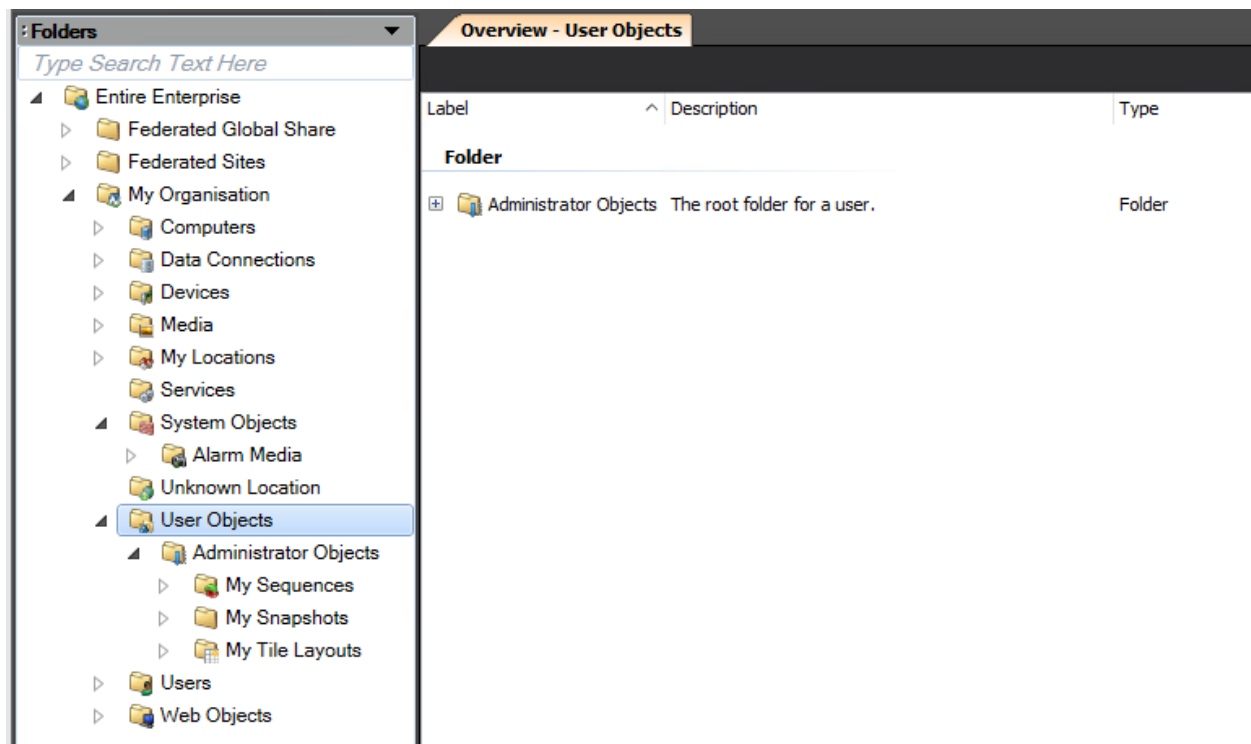 Folders
Type Search Text Here
Entire Enterprise
Federated Global Share
Federated Sites
My Organisation
Computers
Data Connections
Devices
Media
My Locations
Services
System Objects
Alarm Media
Unknown Location
User Objects
Administrator Objects
My Sequences
My Snapshots
My Tile Layouts
Users
Web Objects
Overview - User Objects
Label Description Type
Folder
Administrator Objects The root folder for a user. Folder